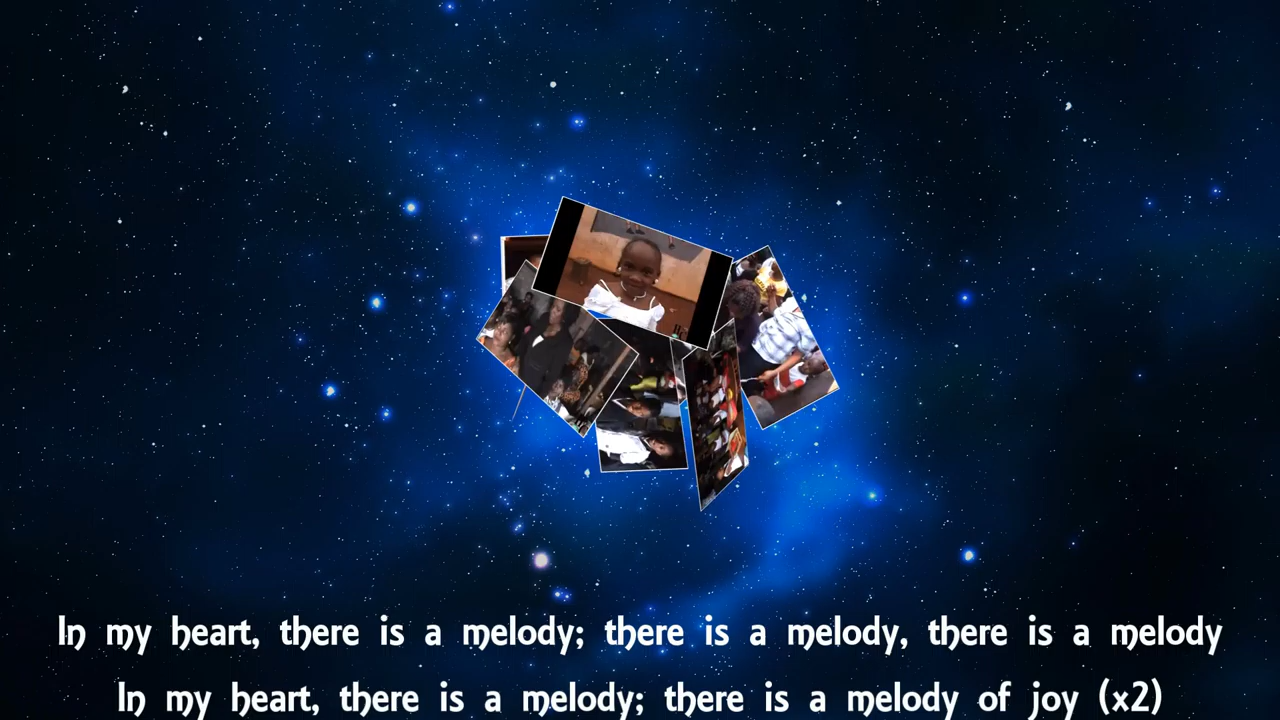 In my heart, there is a melody; there is a melody, there is a melody
In my heart, there is a melody; there is a melody of joy (x2)